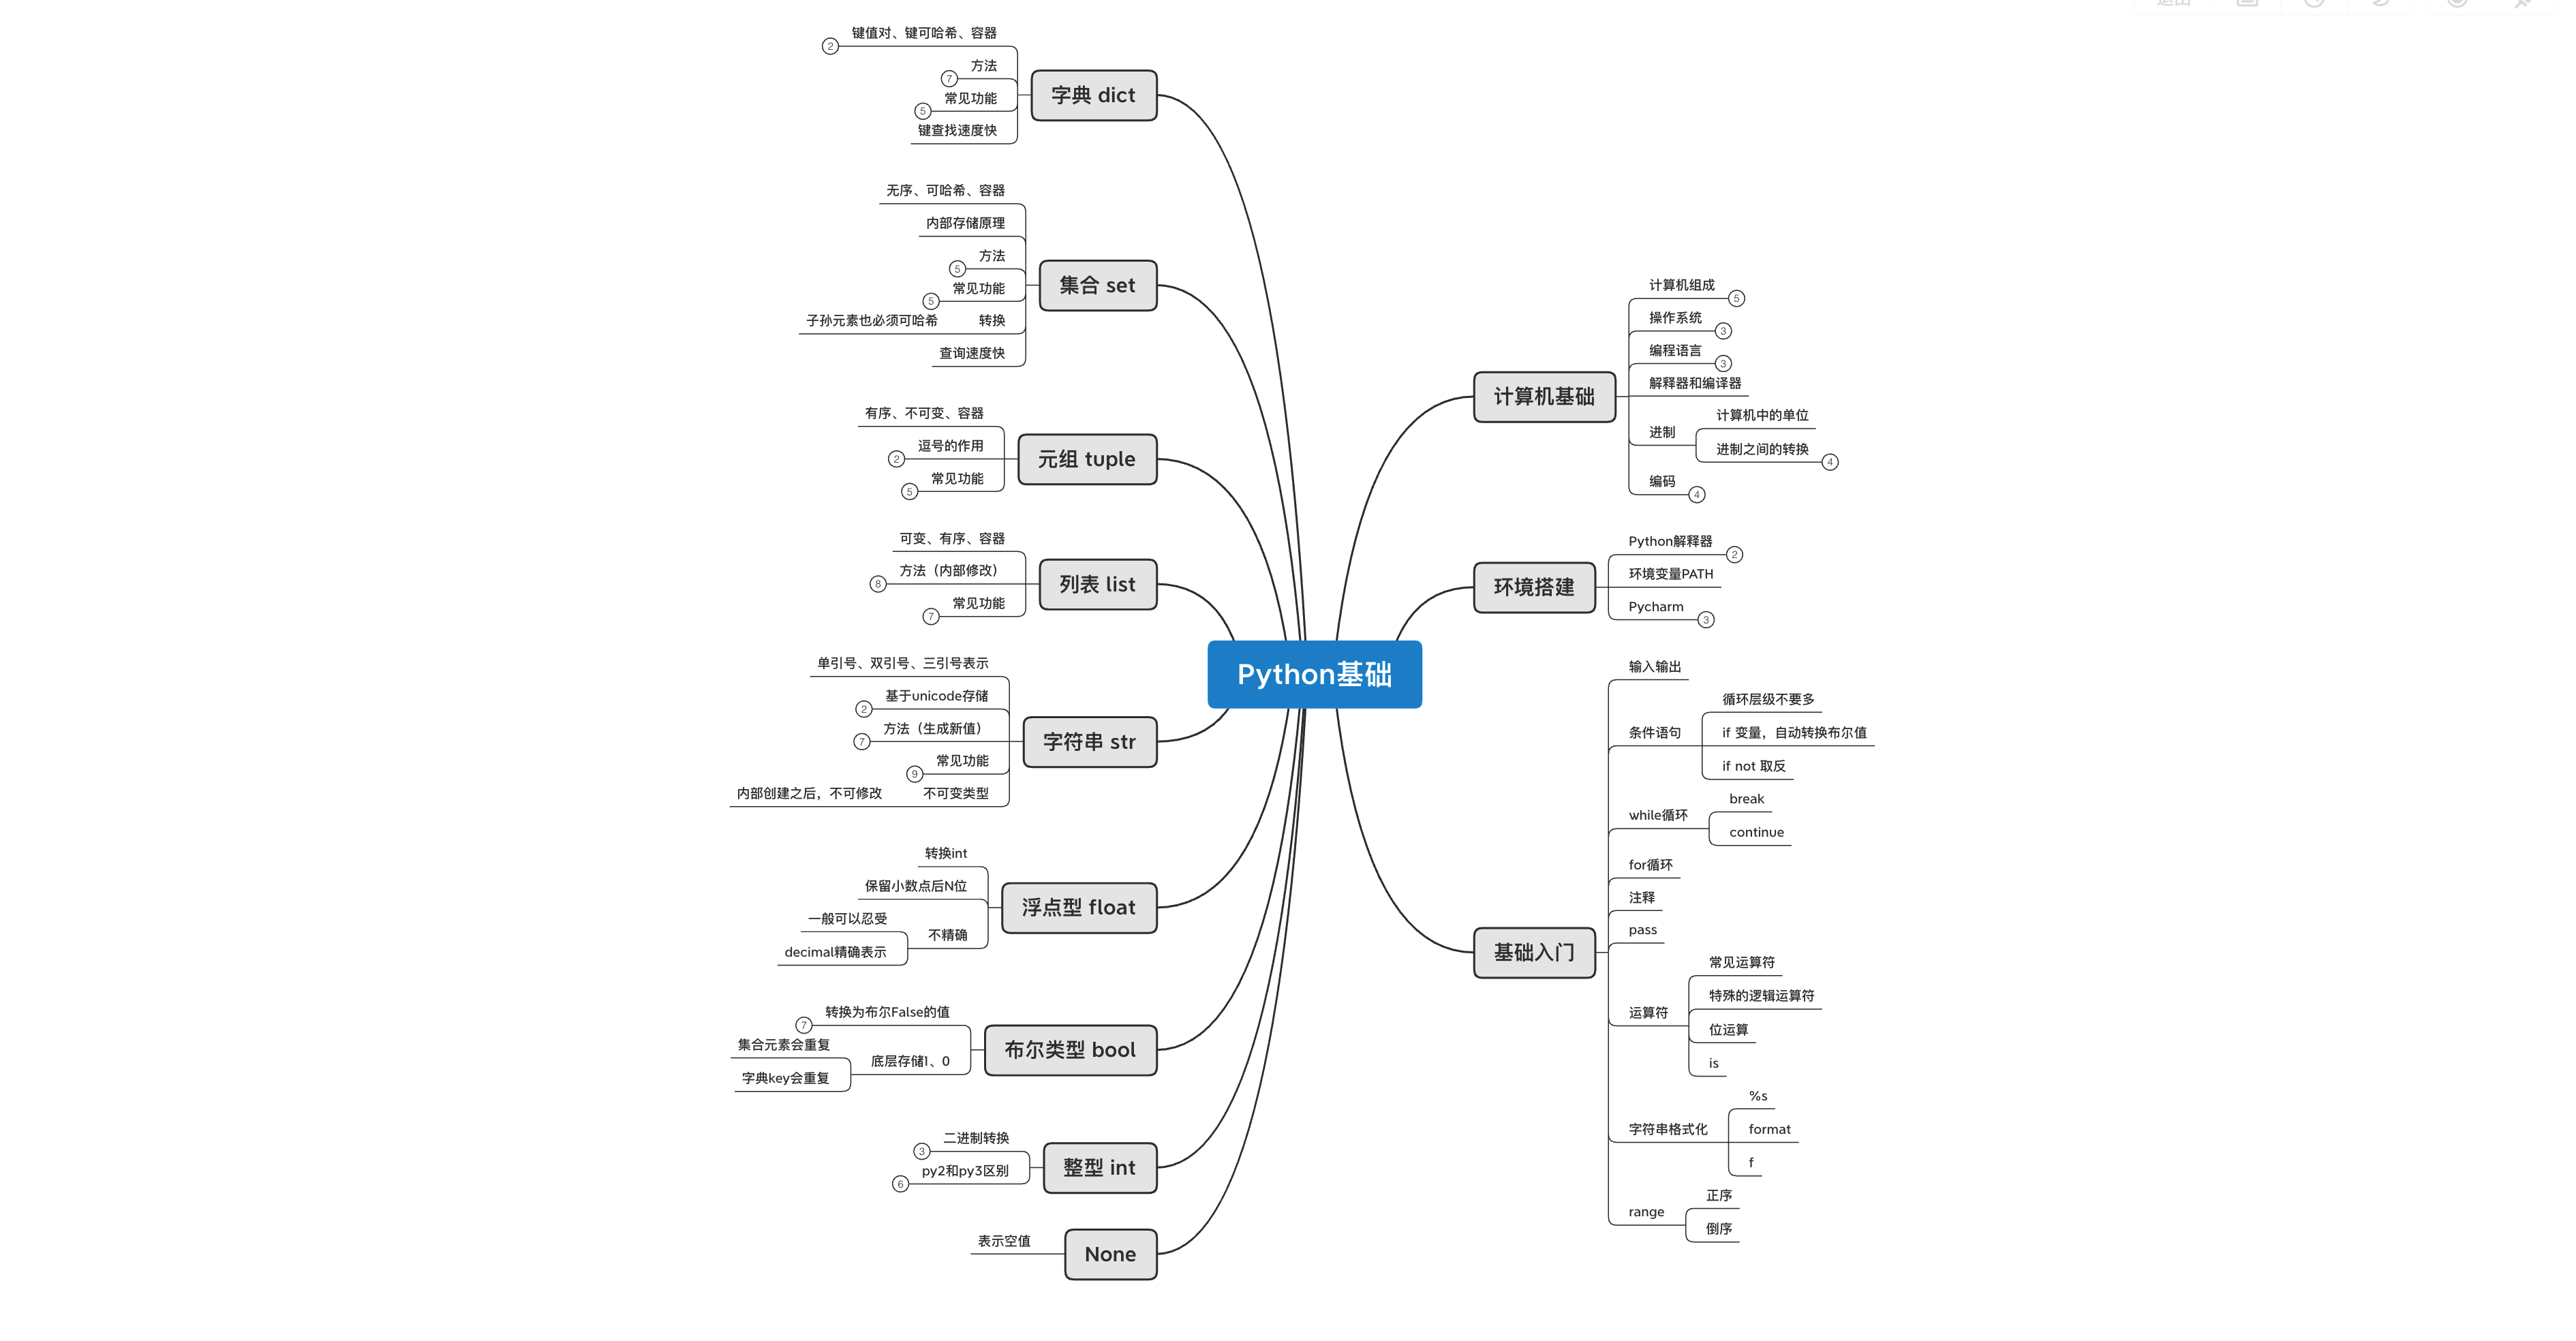 Python基础
计算机基础
计算机组成
5
操作系统
3
编程语言
3
解释器和编译器
进制
计算机中的单位
进制之间的转换
4
编码
4
环境搭建
Python解释器
2
环境变量PATH
Pycharm
3
基础入门
输入输出
条件语句
循环层级不要多
if 变量，自动转换布尔值
if not 取反
while循环
break
continue
for循环
注释
pass
运算符
常见运算符
特殊的逻辑运算符
位运算
is
字符串格式化
%s
format
f
range
正序
倒序
字典 dict
键值对、键可哈希、容器
2
方法
7
常见功能
5
键查找速度快
集合 set
无序、可哈希、容器
内部存储原理
方法
5
常见功能
5
转换
子孙元素也必须可哈希
查询速度快
元组 tuple
有序、不可变、容器
逗号的作用
2
常见功能
5
列表 list
可变、有序、容器
方法（内部修改）
8
常见功能
7
字符串 str
单引号、双引号、三引号表示
基于unicode存储
2
方法（生成新值）
7
常见功能
9
不可变类型
内部创建之后，不可修改
浮点型 float
转换int
保留小数点后N位
不精确
一般可以忍受
decimal精确表示
布尔类型 bool
转换为布尔False的值
7
底层存储1、0
集合元素会重复
字典key会重复
整型 int
二进制转换
3
py2和py3区别
6
None
表示空值